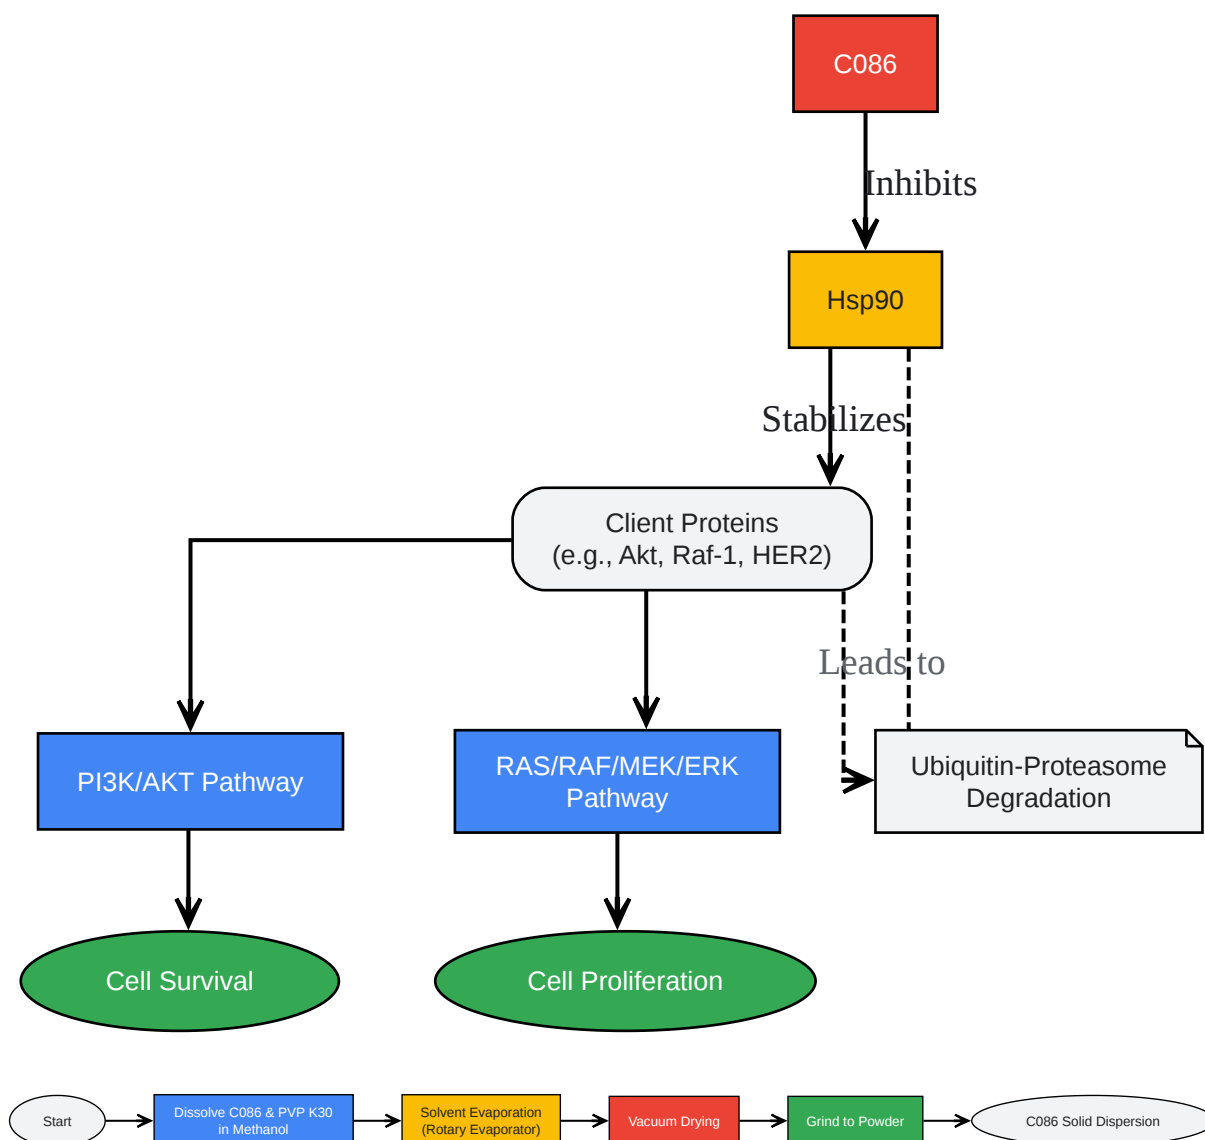 C086
Inhibits
Hsp90
Stabilizes
Client Proteins
(e.g., Akt, Raf-1, HER2)
Leads to
PI3K/AKT Pathway
RAS/RAF/MEK/ERK
Pathway
Ubiquitin-Proteasome
Degradation
Cell Survival
Cell Proliferation
Start
Dissolve C086 & PVP K30
in Methanol
Solvent Evaporation
(Rotary Evaporator)
Vacuum Drying
Grind to Powder
C086 Solid Dispersion